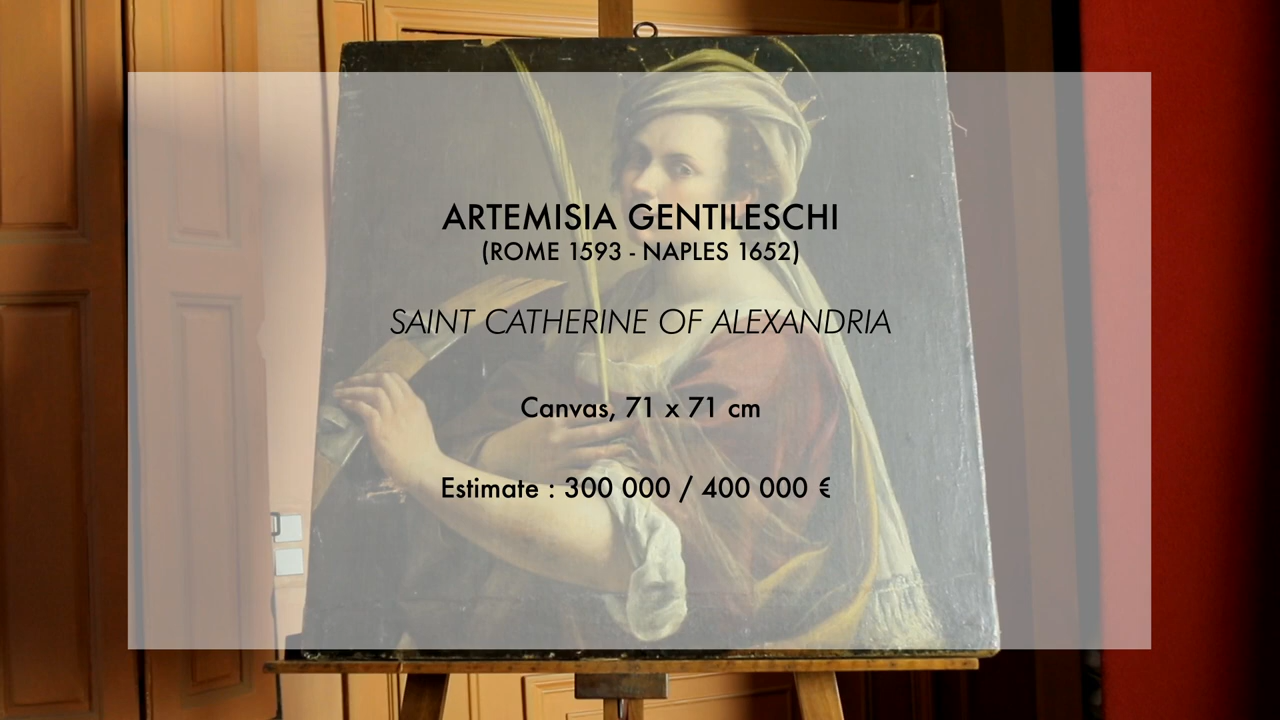 ARTEMISIA GENTILESCHI
(ROME 1593 - NAPLES 1652)
SAINT CATHERINE OF ALEXANDRIA
Canvas, 71 x 71 cm
Estimate : 300 000 / 400 000 €